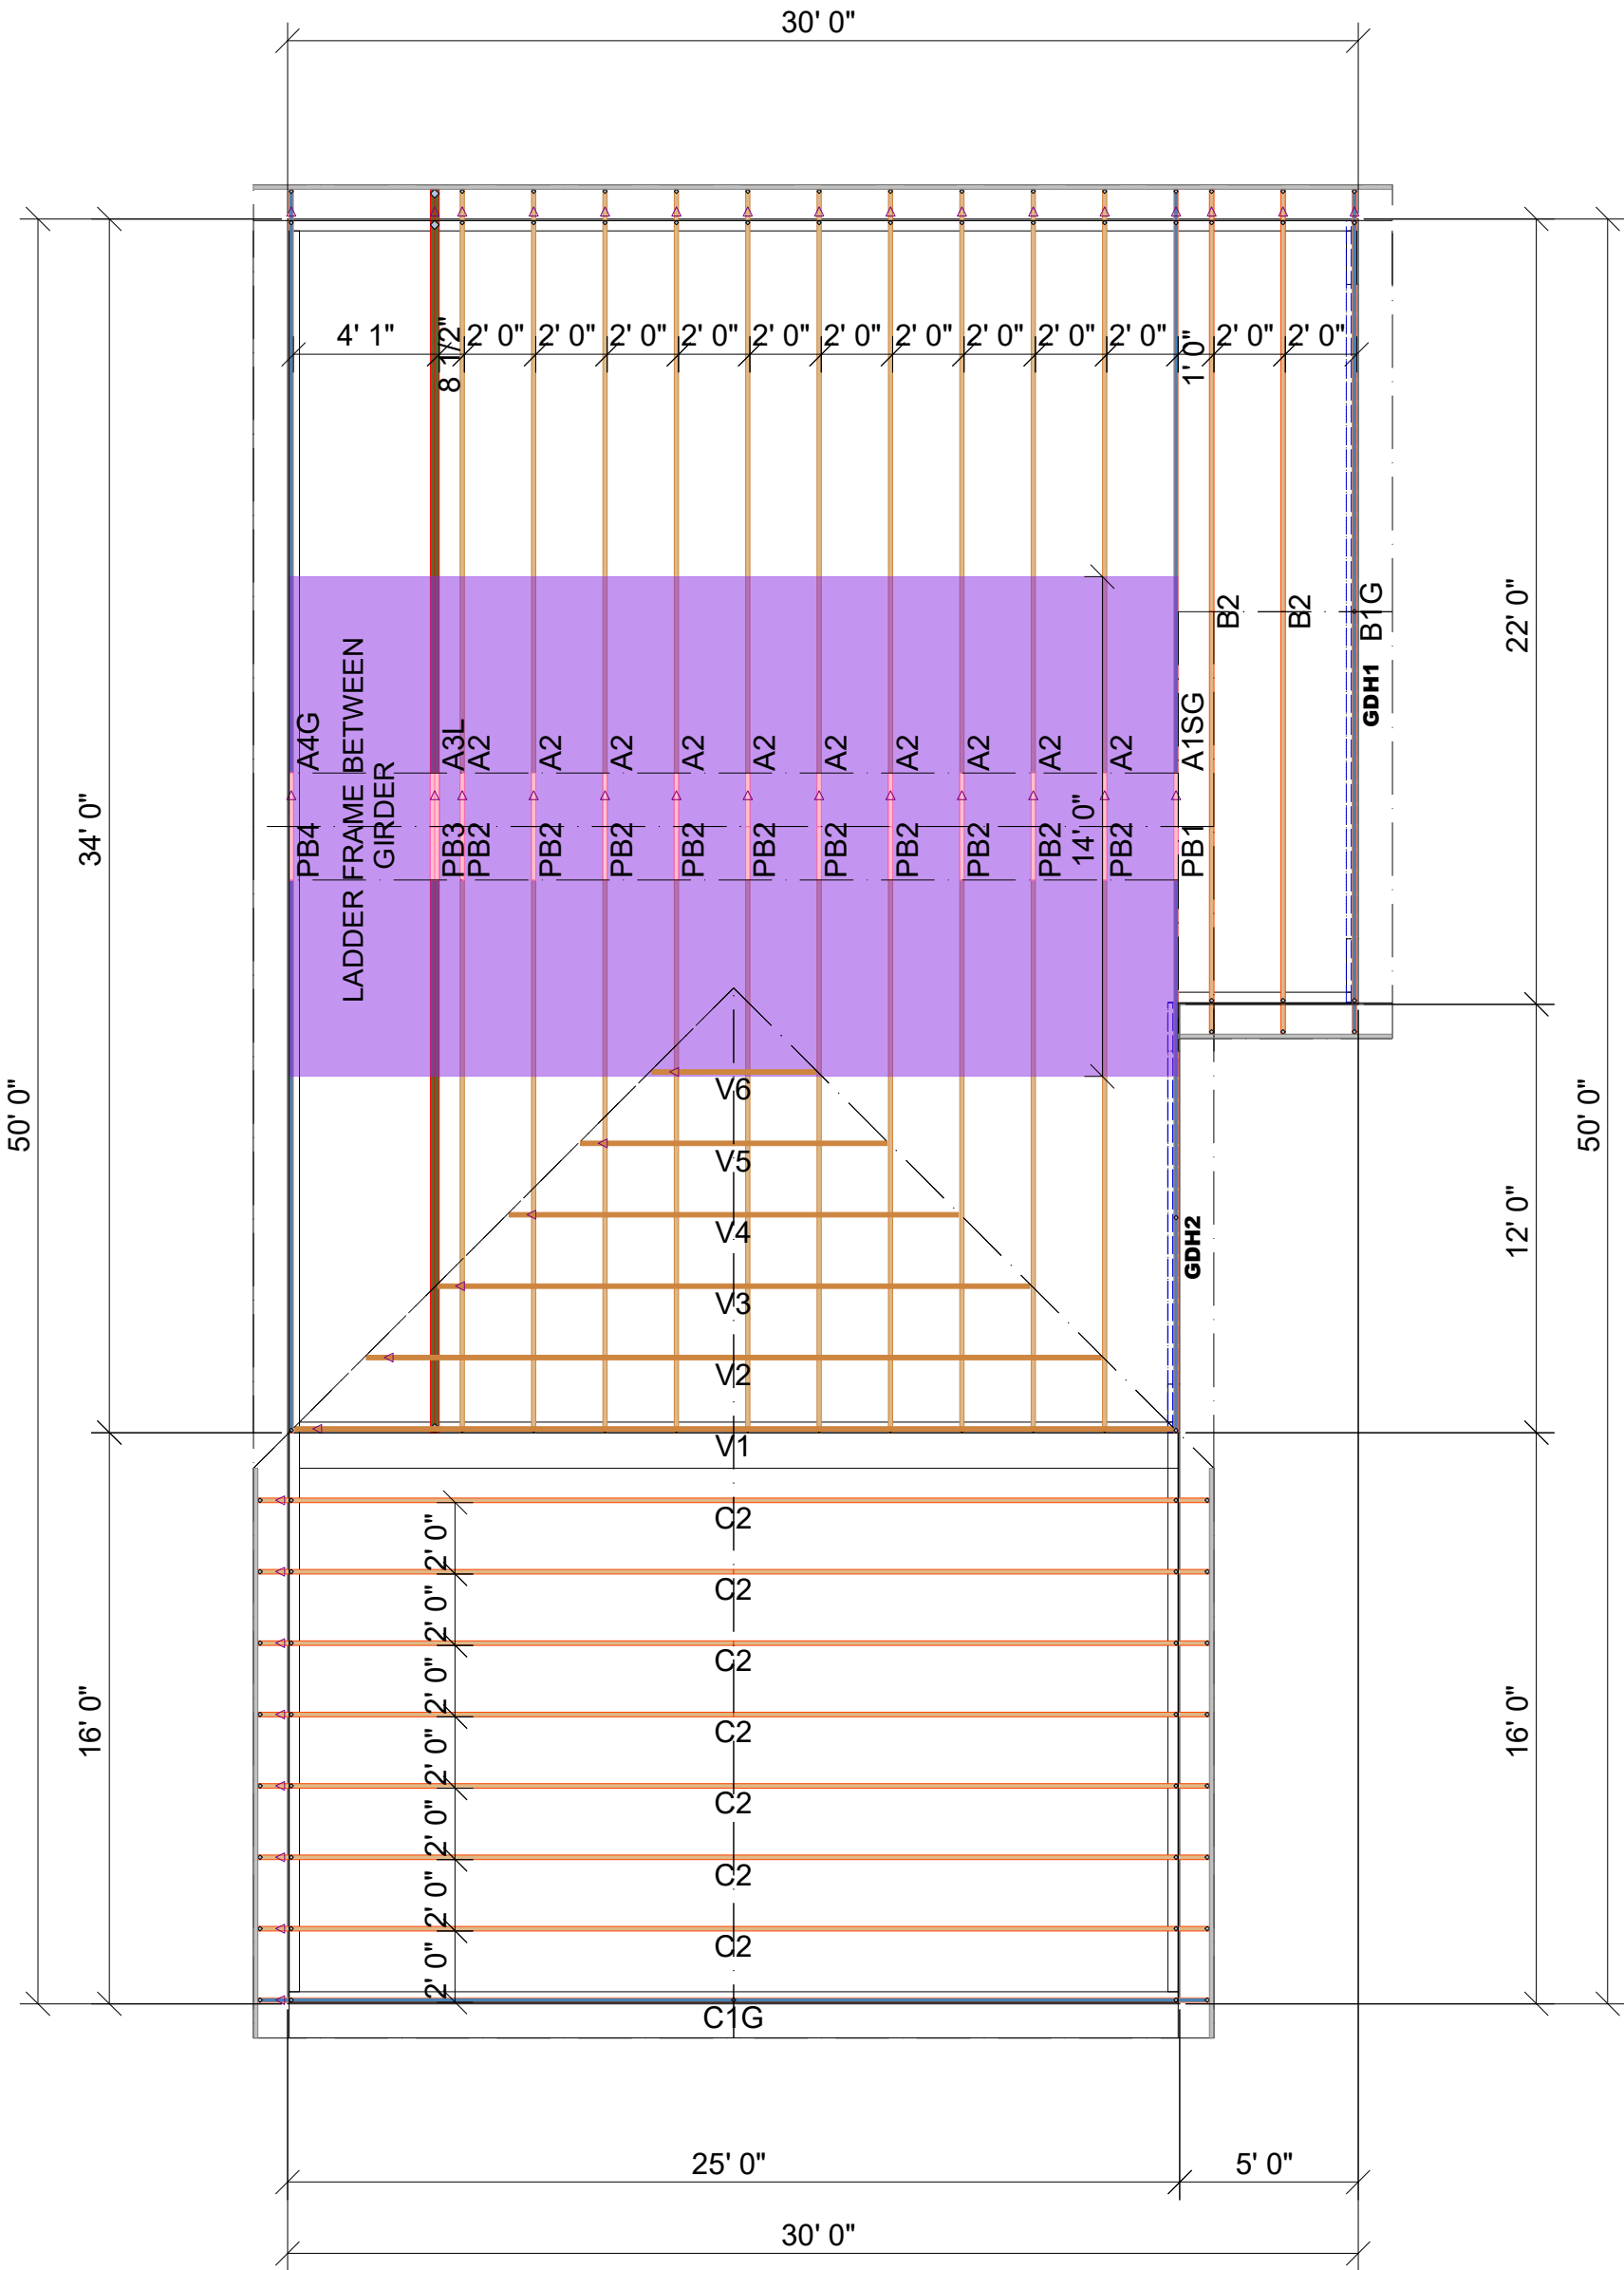 30' 0"
4' 1"
8 1/2"
2' 0"
2' 0"
2' 0"
2' 0"
2' 0"
2' 0"
2' 0"
2' 0"
2' 0"
1' 0"
2' 0"
2' 0"
B2
B2
B1G
22' 0"
GDH1
LADDER FRAME BETWEEN
GIRDER
A4G
A3L
A2
A2
A2
A2
A2
A2
A2
A2
A2
A2
A1SG
34' 0"
PB4
PB3
PB2
PB2
PB2
PB2
PB2
PB2
PB2
PB2
PB2
14' 0"
PB2
PB1
50' 0"
50' 0"
V6
V5
V4
V3
V2
V1
GDH2
12' 0"
C2
2' 0"
C2
2' 0"
C2
2' 0"
C2
2' 0"
C2
2' 0"
C2
2' 0"
C2
2' 0"
C1G
16' 0"
16' 0"
25' 0"
5' 0"
30' 0"